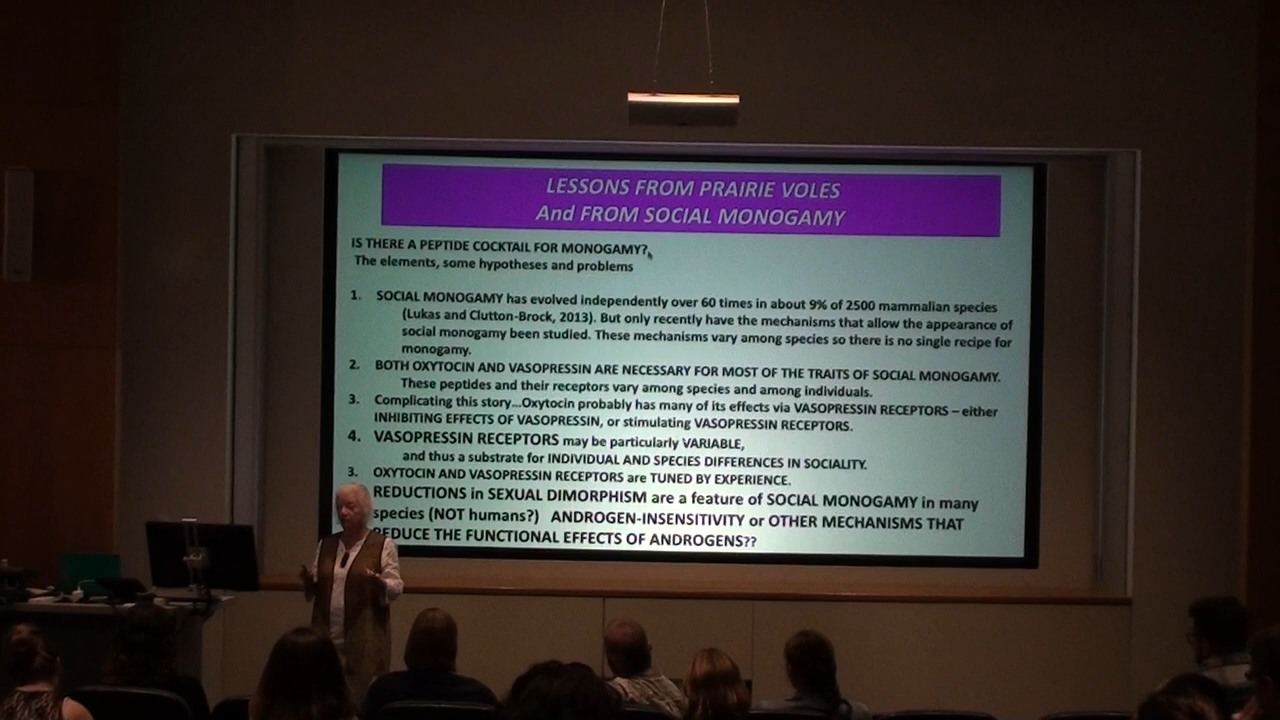 LESSONS FROM PRAIRIE VOLES
And FROM SOCIAL MONOGAMY
IS THERE A PEPTIDE COCKTAIL FOR MONOGAMY?
The elements, some hypotheses and problems
1. SOCIAL MONOGAMY has evolved independently over 60 times in about 9% of 2500 mammalian species
(Lukas and Clutton-Brock, 2013). But only recently have the mechanisms that allow the appearance of
social monogamy been studied. These mechanisms vary among species so there is no single recipe for
monogamy.
2. BOTH OXYTOCIN AND VASOPRESSIN ARE NECESSARY FOR MOST OF THE TRAITS OF SOCIAL MONOGAMY.
These peptides and their receptors vary among species and among individuals.
3. Complicating this story...Oxytocin probably has many of its effects via VASOPRESSIN RECEPTORS – either
INHIBITING EFFECTS OF VASOPRESSIN, or stimulating VASOPRESSIN RECEPTORS.
4. VASOPRESSIN RECEPTORS may be particularly VARIABLE,
and thus a substrate for INDIVIDUAL AND SPECIES DIFFERENCES IN SOCIALITY.
3. OXYTOCIN AND VASOPRESSIN RECEPTORS are TUNED BY EXPERIENCE.
REDUCTIONS in SEXUAL DIMORPHISM are a feature of SOCIAL MONOGAMY in many
species (NOT humans?) ANDROGEN-INSENSITIVITY or OTHER MECHANISMS THAT
REDUCE THE FUNCTIONAL EFFECTS OF ANDROGENS??